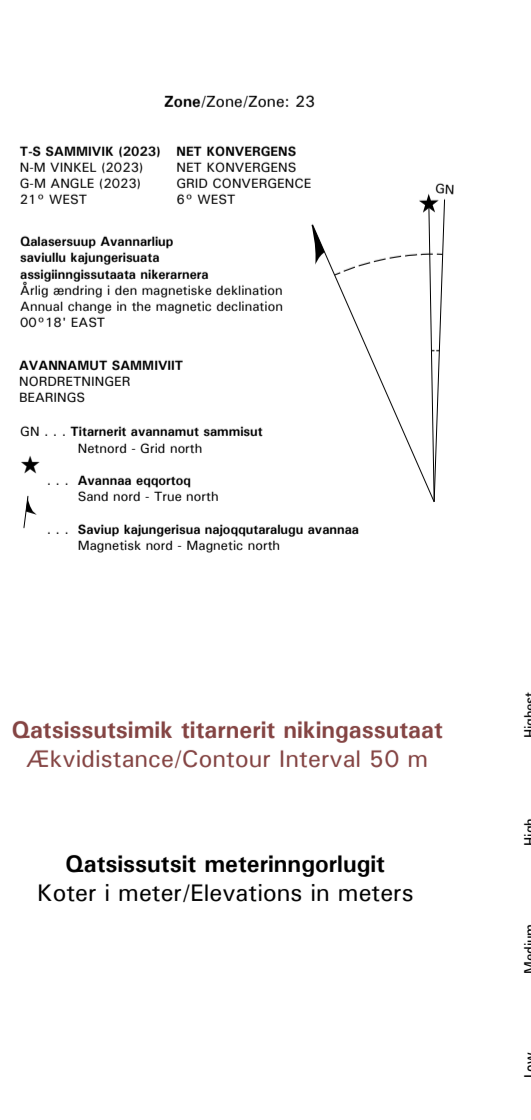 Zone/Zone/Zone: 23
T-S SAMMIVIK (2023) NET KONVERGENS
N-M VINKEL (2023) NET KONVERGENS
G-M ANGLE (2023) GRID CONVERGENCE
21° WEST 6° WEST
GN
Qalasersuup Avannarliup
saviullu kajungerisuata
assigiinngissutaata nikerarnera
Årlig ændring i den magnetiske deklination
Annual change in the magnetic declination
00°18' EAST
AVANNAMUT SAMMIVIIT
NORDRETNINGER
BEARINGS
GN . . . Titarnerit avannamut sammisut
Netnord - Grid north
. . . Avannaa eqqortoq
Sand nord - True north
. . . Saviup kajungerisua najoqqutaralugu avannaa
Magnetisk nord - Magnetic north
Qatsissutsimik titarnerit nikingassutaat
Ækvidistance/Contour Interval 50 m
Qatsissutsit meterinngorlugit
Koter i meter/Elevations in meters
Highest
High
Medium
Low